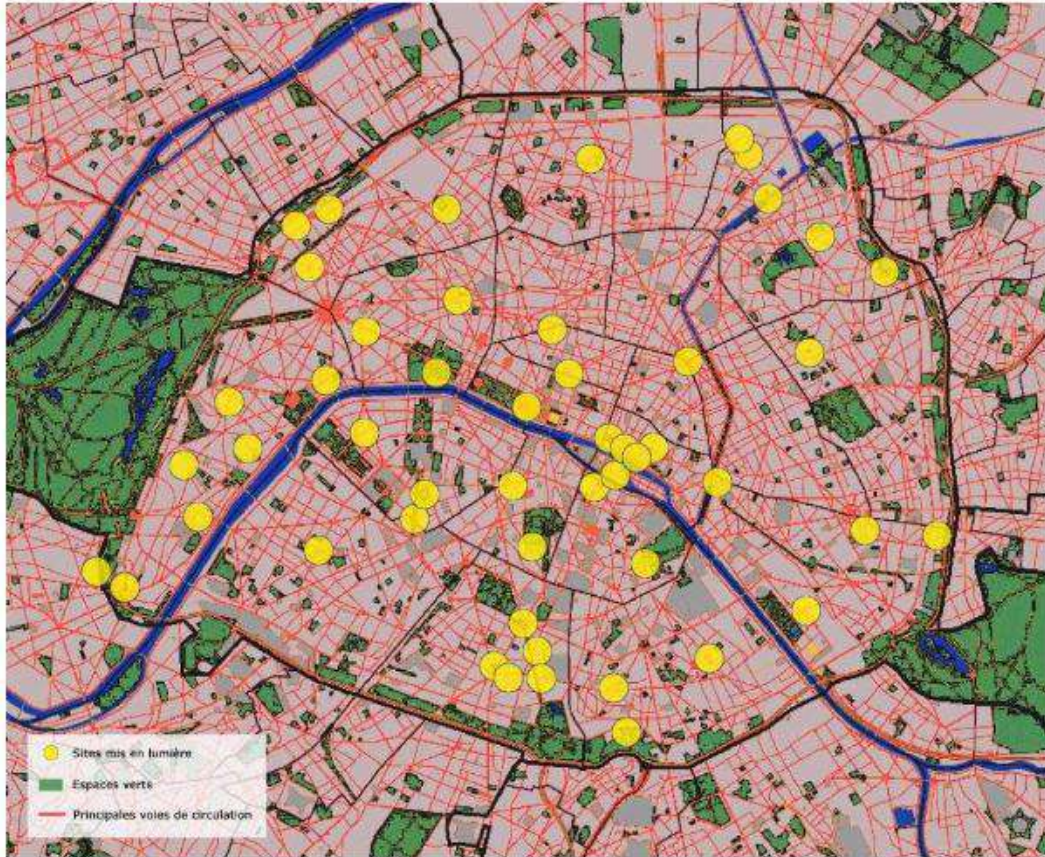 Sites mis en lumière
Espaces verts
Principales voies de circulation